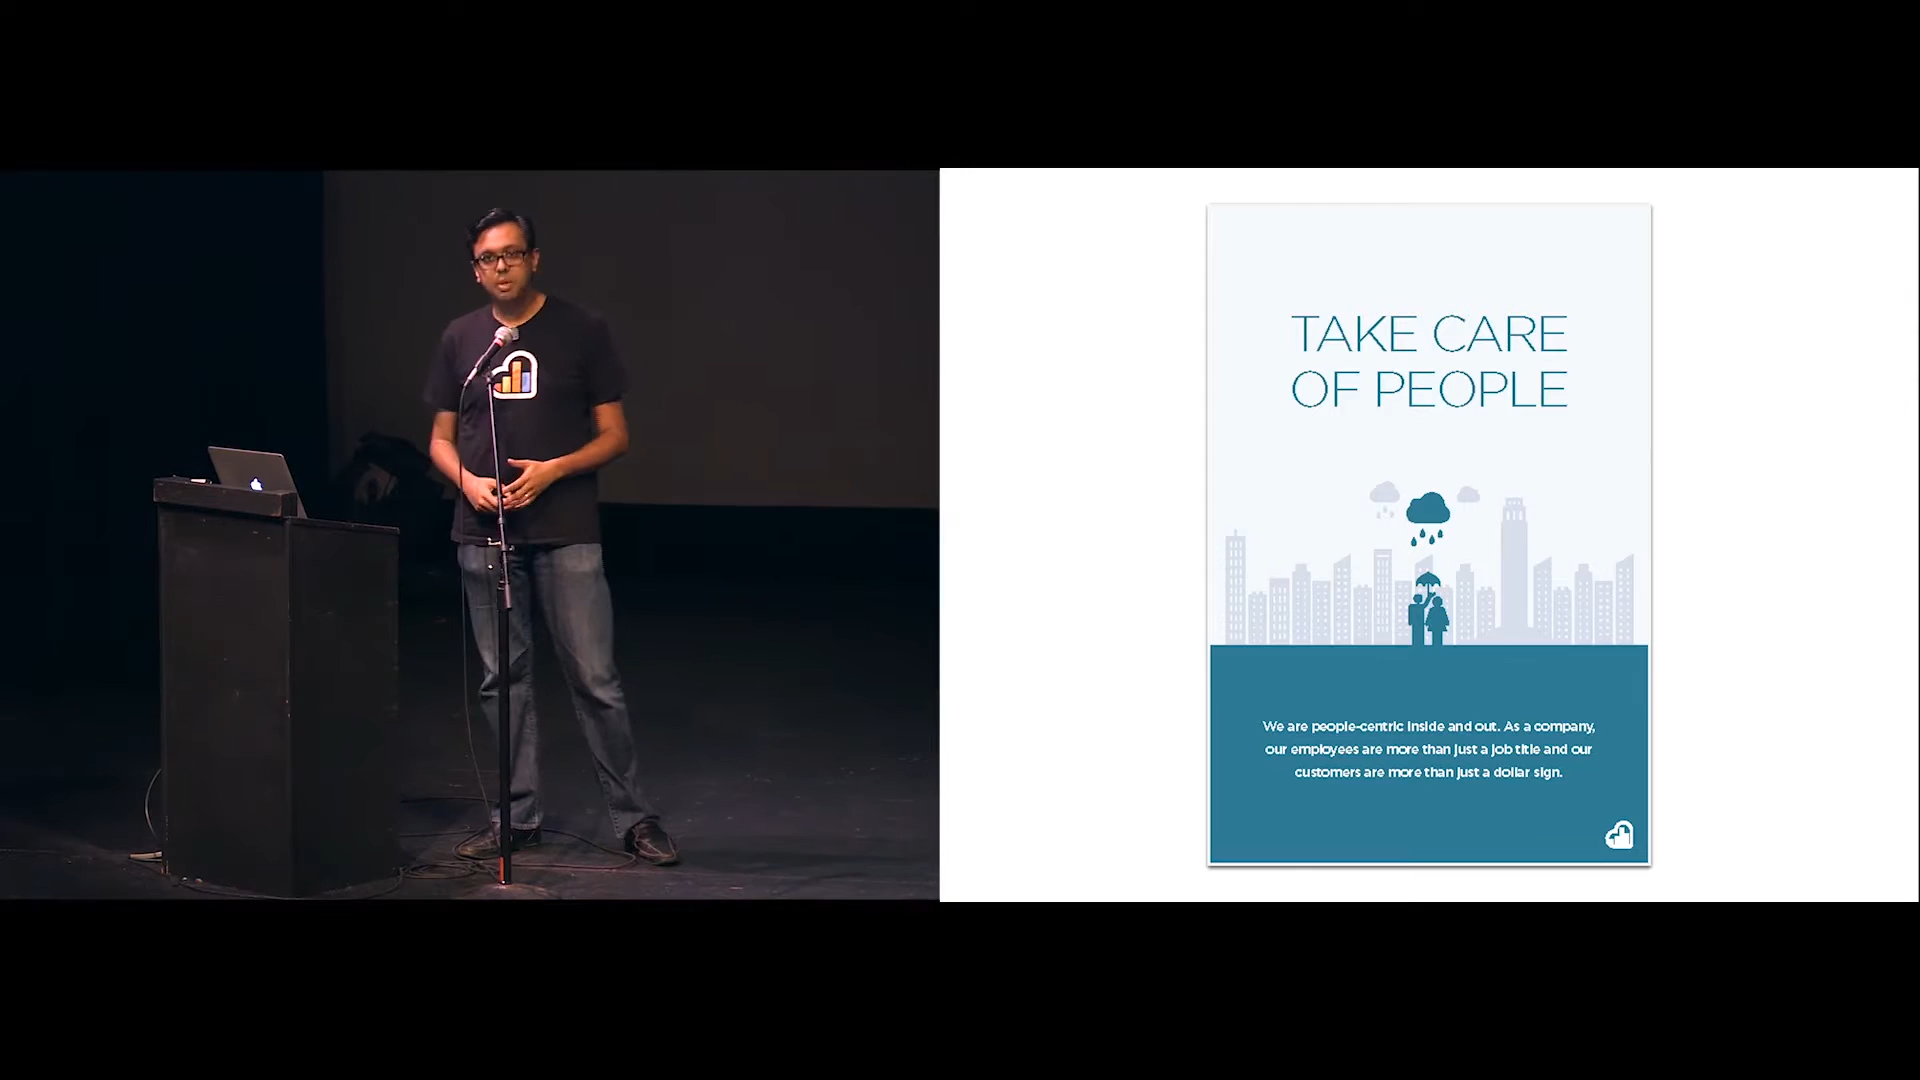 TAKE CARE
OF PEOPLE
We are people-centric inside and out. As a company,
our employees are more than just a job title and our
customers are more than just a dollar sign.